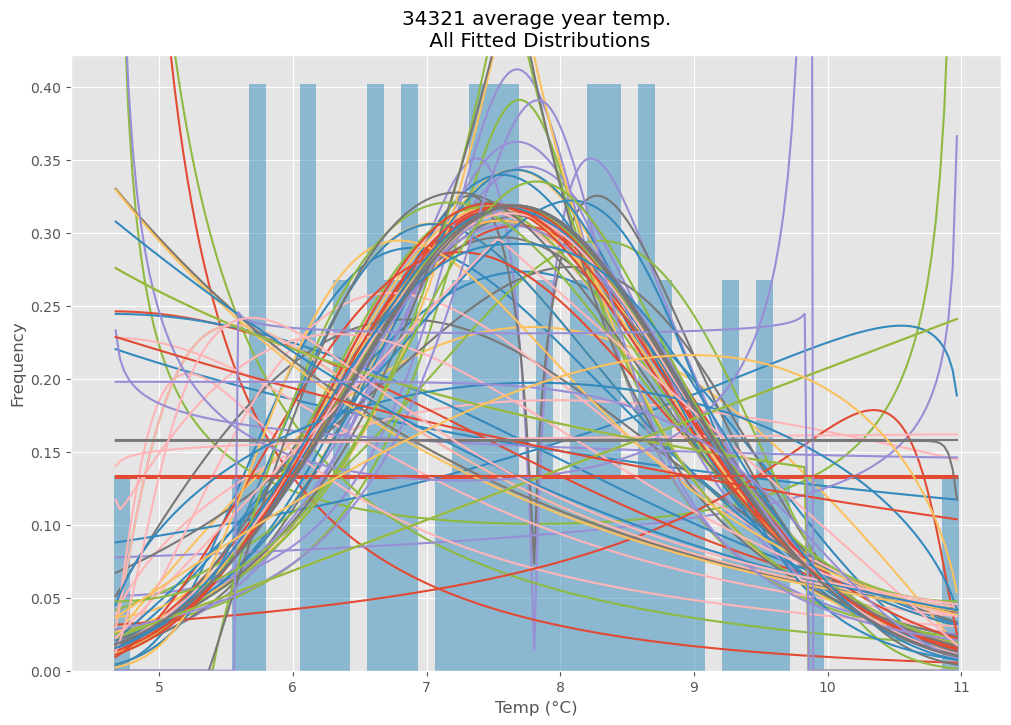 34321 average year temp.
All Fitted Distributions
Frequency
0.40
0.35
0.30
0.25
0.20
0.15
0.10
0.05
0.00
5 6 7 8 9 10 11
Temp (°C)